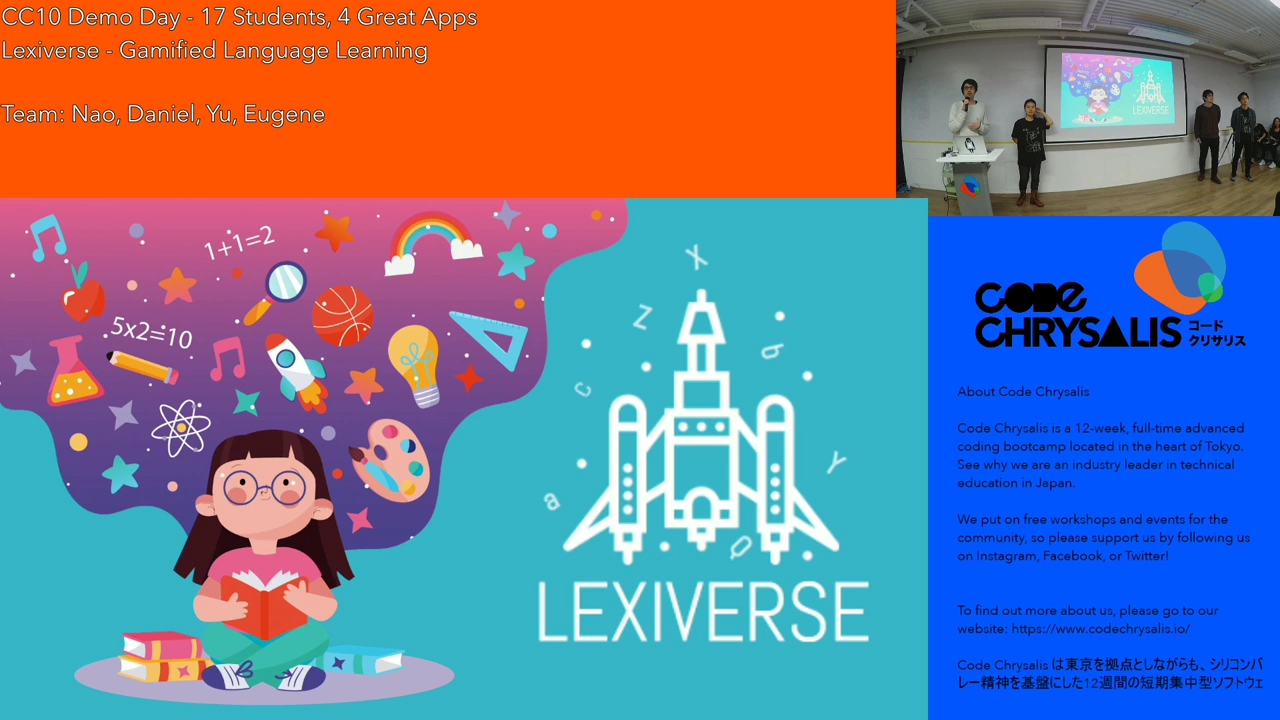 CC10 Demo Day - 17 Students, 4 Great Apps
Lexiverse - Gamified Language Learning
Team: Nao, Daniel, Yu, Eugene
LEXIVERSE
1+1=2
5x2=10
X
Z
b
c
Y
a
Q
LEXIVERSE
CODE
CHRYSALIS
コード
クリサリス
About Code Chrysalis
Code Chrysalis is a 12-week, full-time advanced
coding bootcamp located in the heart of Tokyo.
See why we are an industry leader in technical
education in Japan.
We put on free workshops and events for the
community, so please support us by following us
on Instagram, Facebook, or Twitter!
To find out more about us, please go to our
website: https://www.codechrysalis.io/
Code Chrysalis は東京を拠点としながらも、シリコンバ
レー精神を基盤にした12週間の短期集中型ソフトウェ